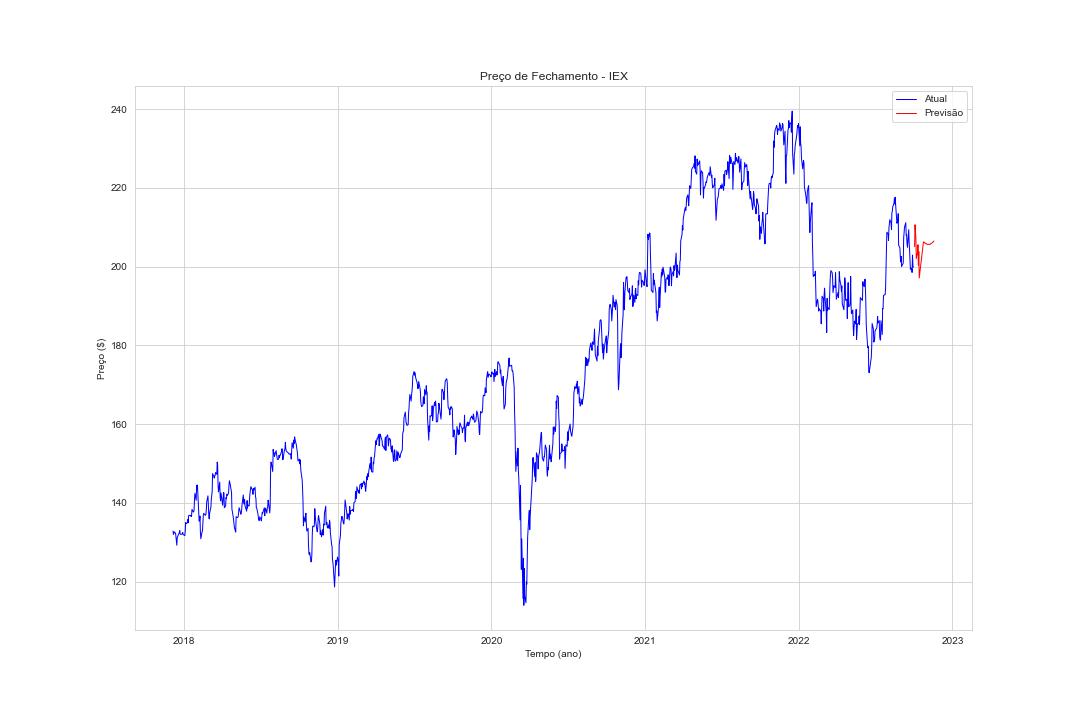 Preço de Fechamento - IEX
Atual
Previsão
240
220
200
180
160
140
120
Preço ($)
2018
2019
2020
2021
2022
2023
Tempo (ano)